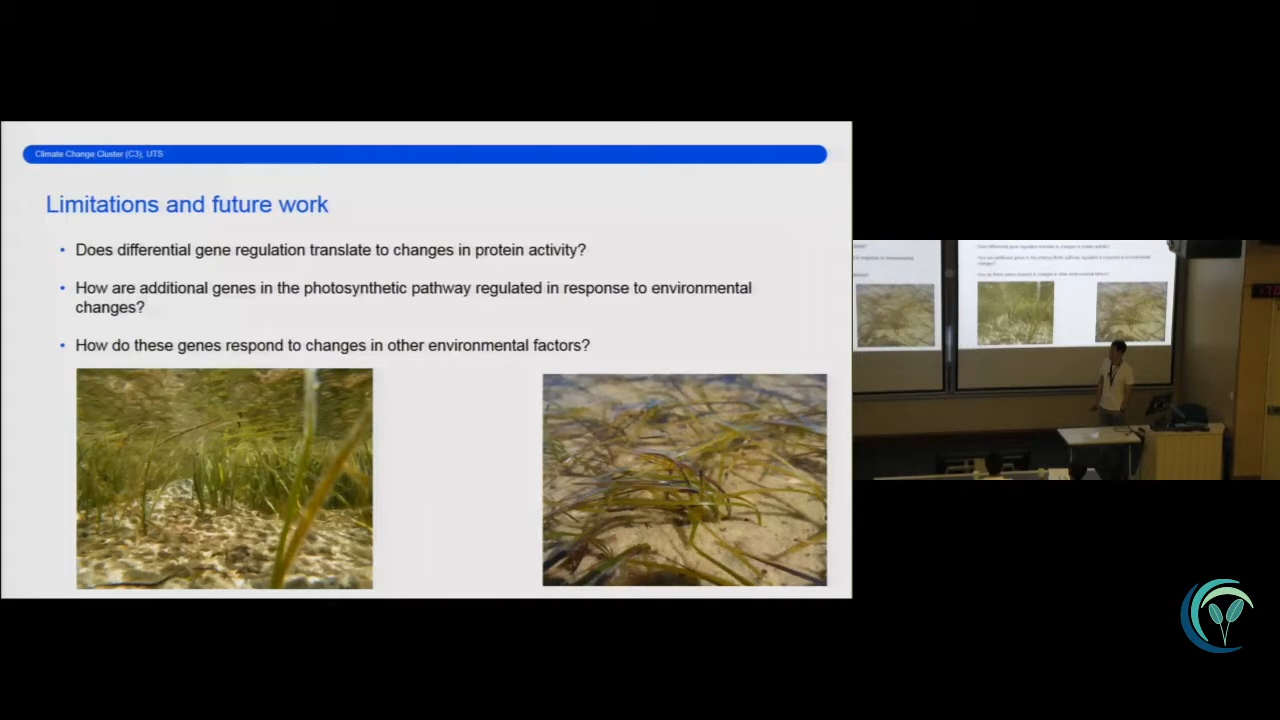 Climate Change Cluster (C3), UTS
Limitations and future work
• Does differential gene regulation translate to changes in protein activity?
• How are additional genes in the photosynthetic pathway regulated in response to environmental
changes?
• How do these genes respond to changes in other environmental factors?